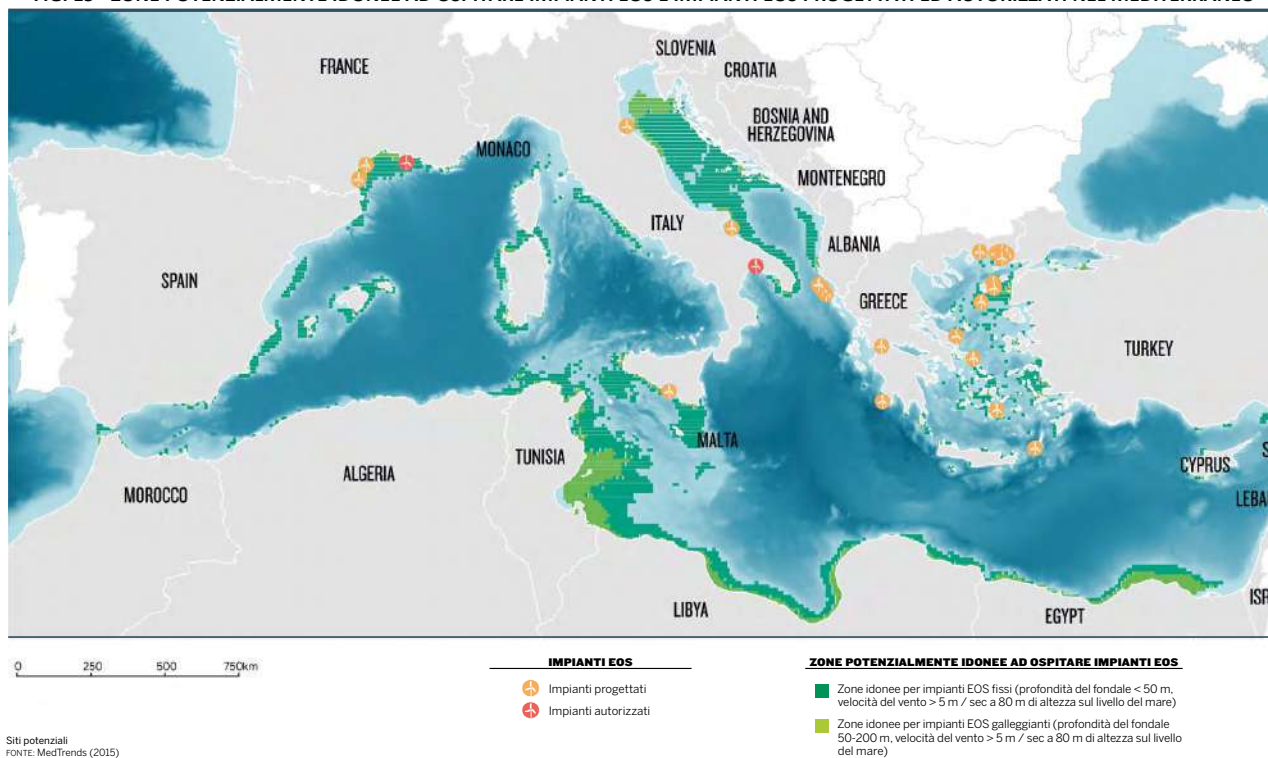 SLOVENIA
FRANCE
CROATIA
BOSNIA AND
HERZEGOVINA
MONACO
MONTENEGRO
ITALY
ALBANIA
SPAIN
GREECE
TURKEY
MALTA
TUNISIA
CYPRUS
ALGERIA
MOROCCO
LEBA
LIBYA
EGYPT
ISR
0 250 500 750km
IMPIANTI EOS
Impianti progettati
Impianti autorizzati
ZONE POTENZIALMENTE IDONEE AD OSPITARE IMPIANTI EOS
Zone idonee per impianti EOS fissi (profondità del fondale < 50 m,
velocità del vento > 5 m / sec a 80 m di altezza sul livello del mare)
Zone idonee per impianti EOS galleggianti (profondità del fondale
50-200 m, velocità del vento > 5 m / sec a 80 m di altezza sul livello
del mare)
Siti potenziali
FONTE: MedTrends (2015)